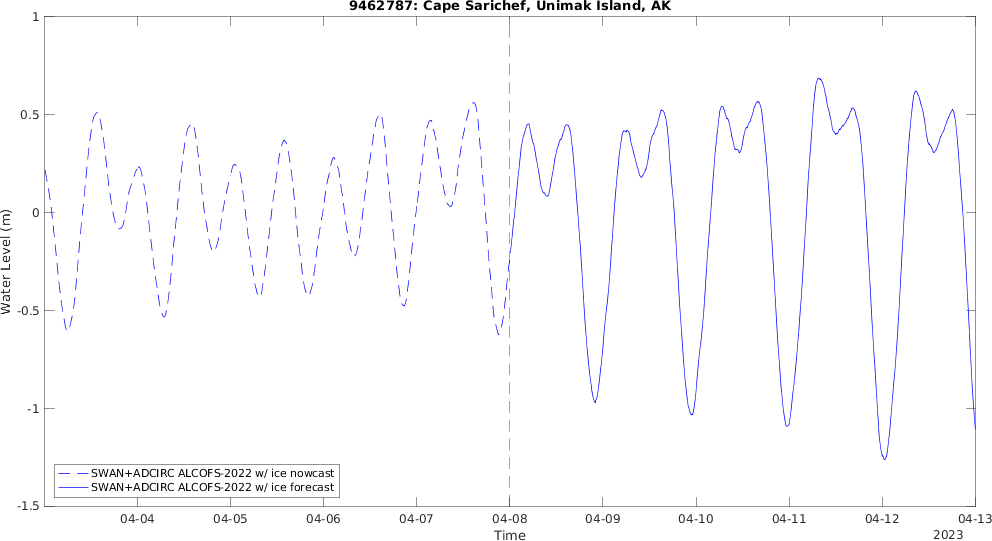 9462787: Cape Sarichef, Unimak Island, AK
1
0.5
0
-0.5
-1
-1.5
Water Level (m)
SWAN+ADCIRC ALCOFS-2022 w/ ice nowcast
SWAN+ADCIRC ALCOFS-2022 w/ ice forecast
04-04 04-05 04-06 04-07 04-08 04-09 04-10 04-11 04-12 04-13
Time
2023